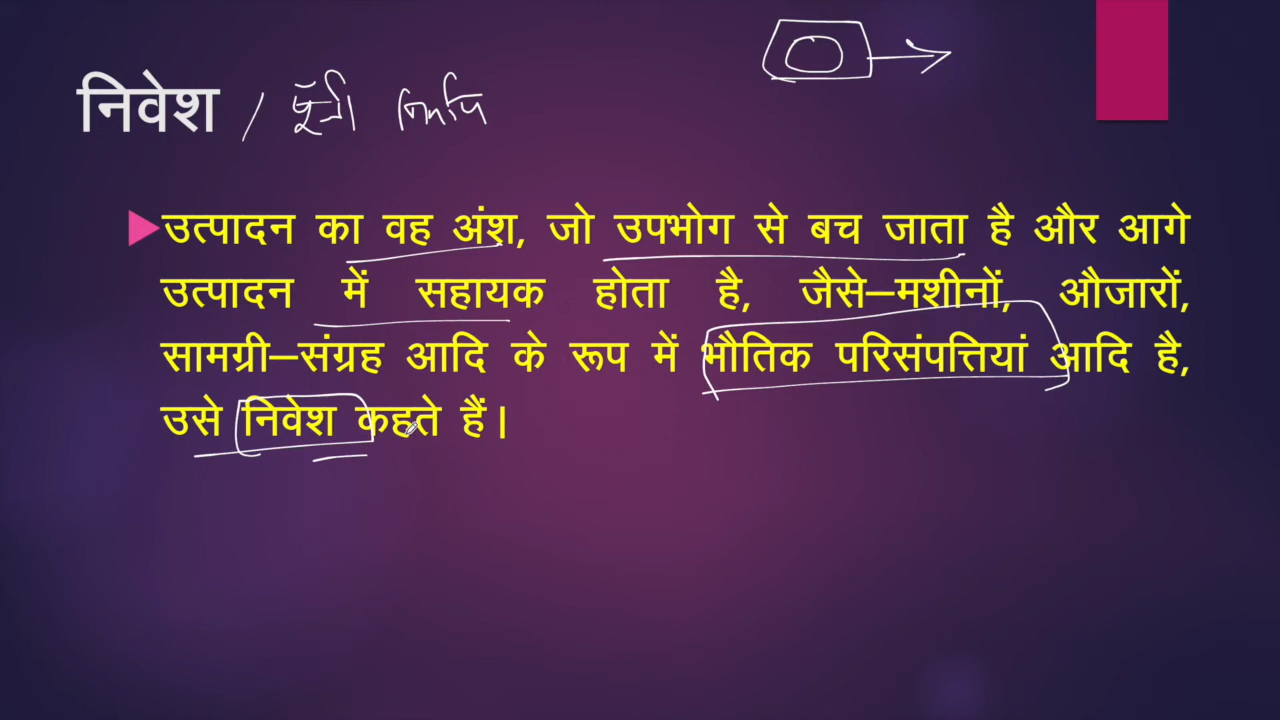 निवेश / पूँजी
उत्पादन का वह अंश, जो उपभोग से बच जाता है और आगे
उत्पादन में सहायक होता है, जैसे–मशीनों, औजारों,
सामग्री–संग्रह आदि के रूप में भौतिक परिसंपत्तियां आदि है,
उसे निवेश कहते हैं।